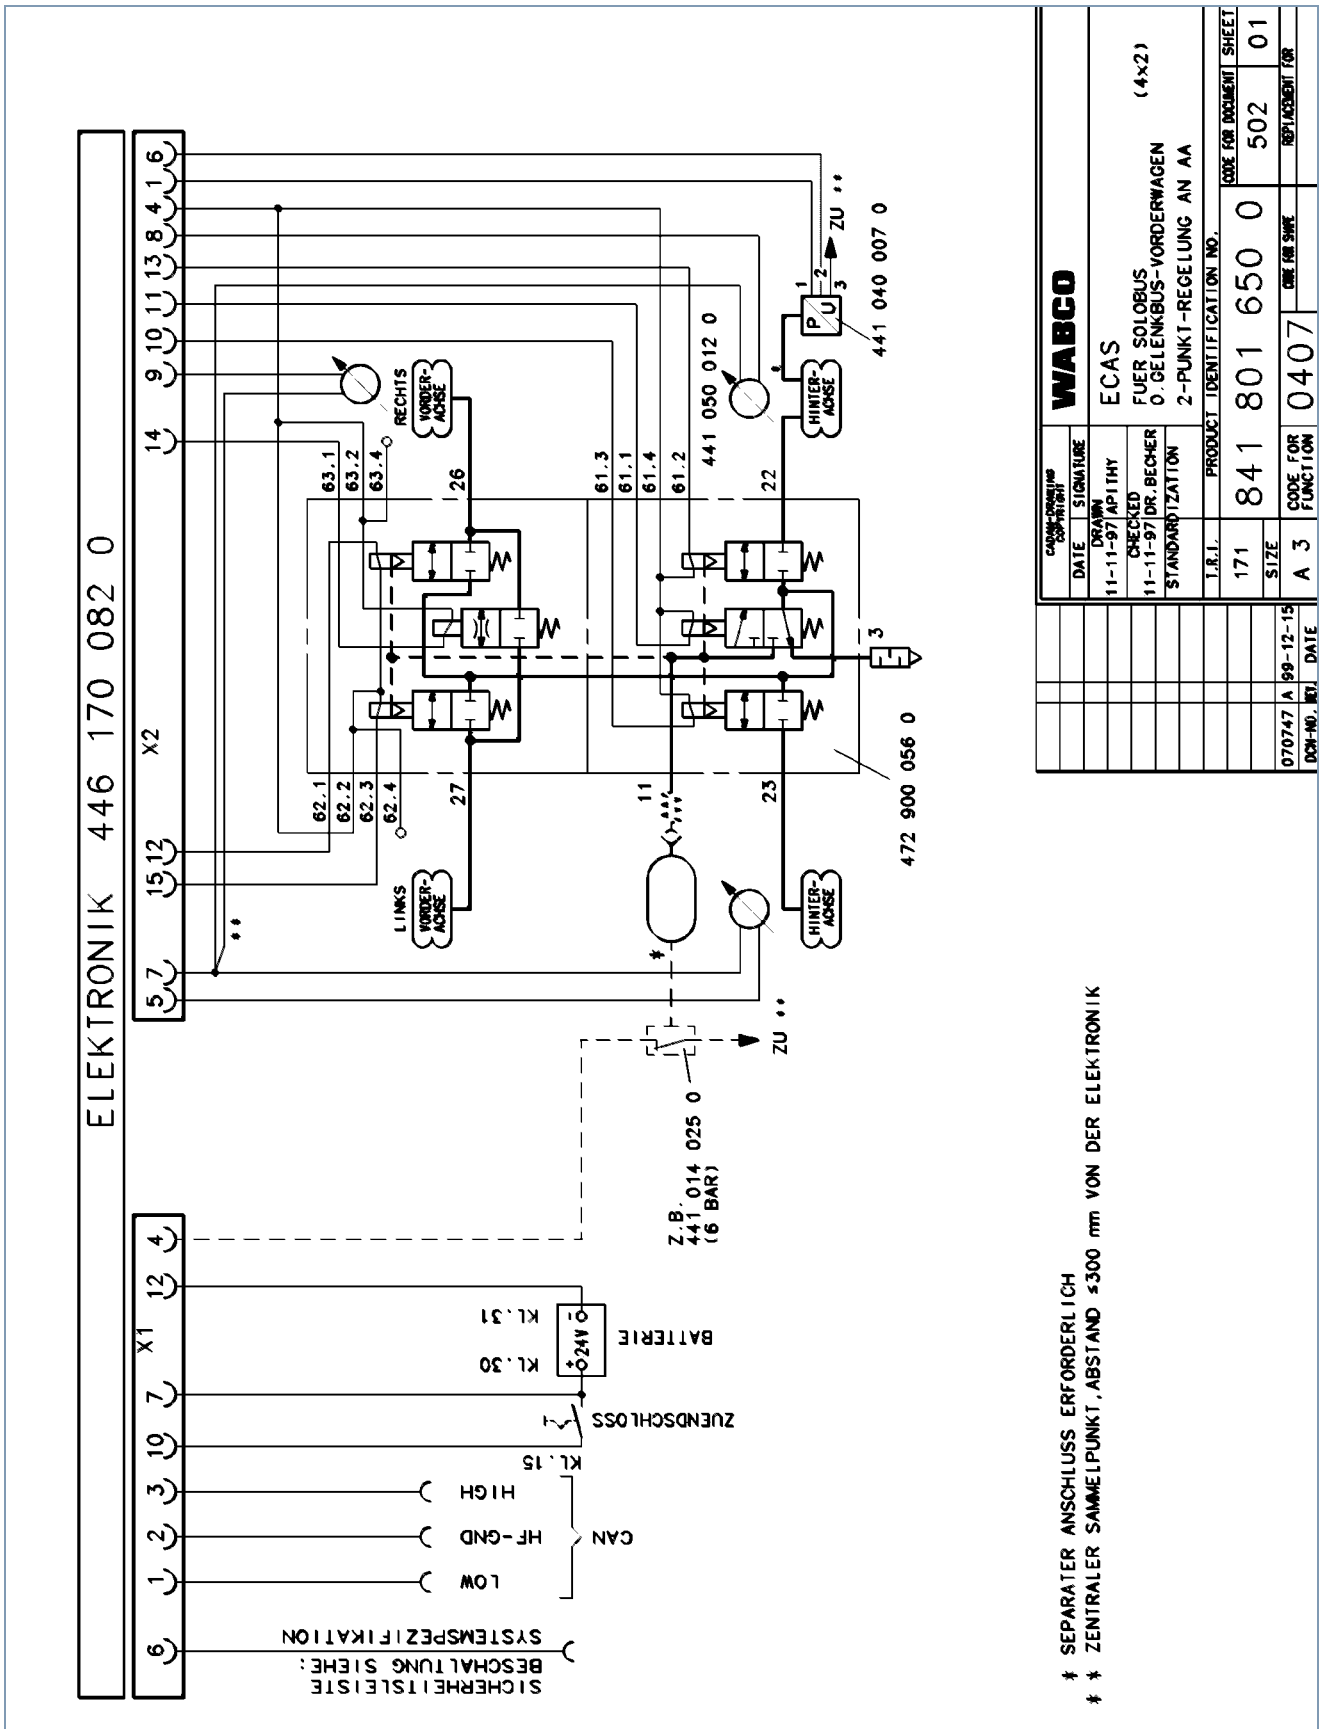 ELEKTRONIK 446 170 082 0
X1
6
1
2
3
10
7
12
4
X2
5
7
15
12
14
9
10
11
13
8
4
1
6
SICHERHEITSLEISTE
BESCHALTUNG SIEHE:
SYSTEMSPEZIFIKATION
LOW
HF-GND
HIGH
CAN
KL.15
ZUENDSCHLOSS
KL.30
KL.31
+
24V
-
BATTERIE
Z.B.
441 014 025 0
(6 BAR)
ZU **
**
*
LINKS
VORDER-
ACHSE
HINTER-
ACHSE
62.1
62.2
62.3
62.4
27
11
23
63.1
63.2
63.4
26
61.3
61.1
61.4
61.2
22
3
472 900 056 0
RECHTS
VORDER-
ACHSE
441 050 012 0
HINTER-
ACHSE
*
P
U
1
2
3
ZU **
441 040 007 0
* SEPARATER ANSCHLUSS ERFORDERLICH
** ZENTRALER SAMMELPUNKT, ABSTAND ≤300 mm VON DER ELEKTRONIK
CADAM-DRAWING
COPYRIGHT
WABCO
DATE SIGNATURE
DRAWN
11-11-97 APITHY
CHECKED
11-11-97 DR.BECHER
STANDARDIZATION
ECAS
FUER SOLOBUS
O.GELENKBUS-VORDERWAGEN (4x2)
2-PUNKT-REGELUNG AN AA
T.R.I.
171
PRODUCT IDENTIFICATION NO.
841 801 650 0
CODE FOR DOCUMENT
502
SHEET
01
SIZE
A 3
CODE FOR
FUNCTION
0407
CODE FOR SHAPE
REPLACEMENT FOR
070747 A 99-12-15
DCN-NO. REV. DATE